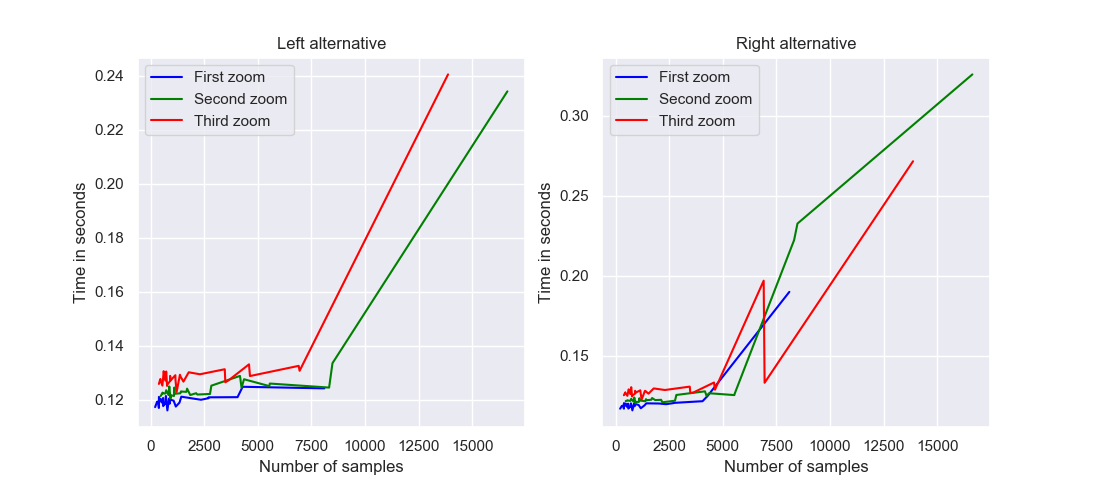 Left alternative
First zoom
Second zoom
Third zoom
Time in seconds
0.24
0.22
0.20
0.18
0.16
0.14
0.12
0
2500
5000
7500
10000
12500
15000
Number of samples
Right alternative
First zoom
Second zoom
Third zoom
Time in seconds
0.30
0.25
0.20
0.15
0
2500
5000
7500
10000
12500
15000
Number of samples